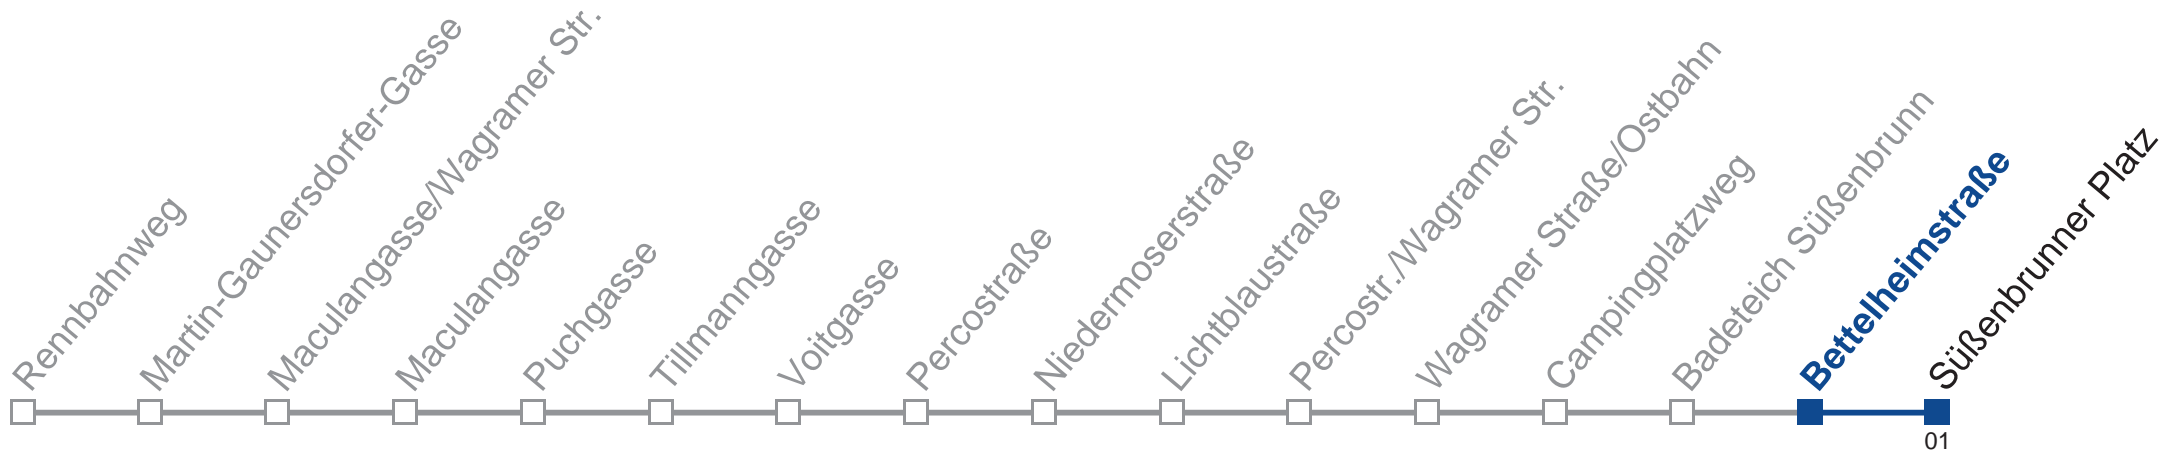 Rennbahnweg
Martin-Gaunersdorfer-Gasse
Maculangasse/Wagramer Str.
Maculangasse
Puchgasse
Tillmanngasse
Voitgasse
Percostraße
Niedermoserstraße
Lichtblaustraße
Percostr./Wagramer Str.
Wagramer Straße/Ostbahn
Campingplatzweg
Badeteich Süßenbrunn
Bettelheimstraße
Süßenbrunner Platz
01